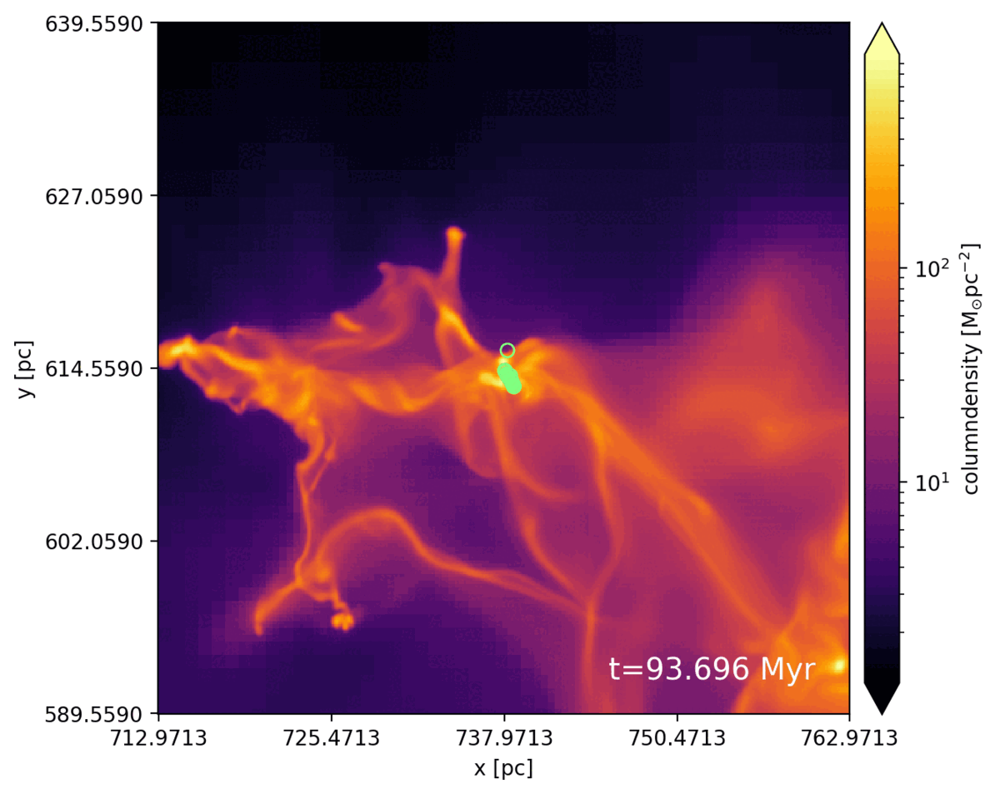 639.5590
627.0590
614.5590
602.0590
589.5590
y [pc]
t=93.696 Myr
712.9713 725.4713 737.9713 750.4713 762.9713
x [pc]
10²
10¹
columndensity [M☉pc⁻²]